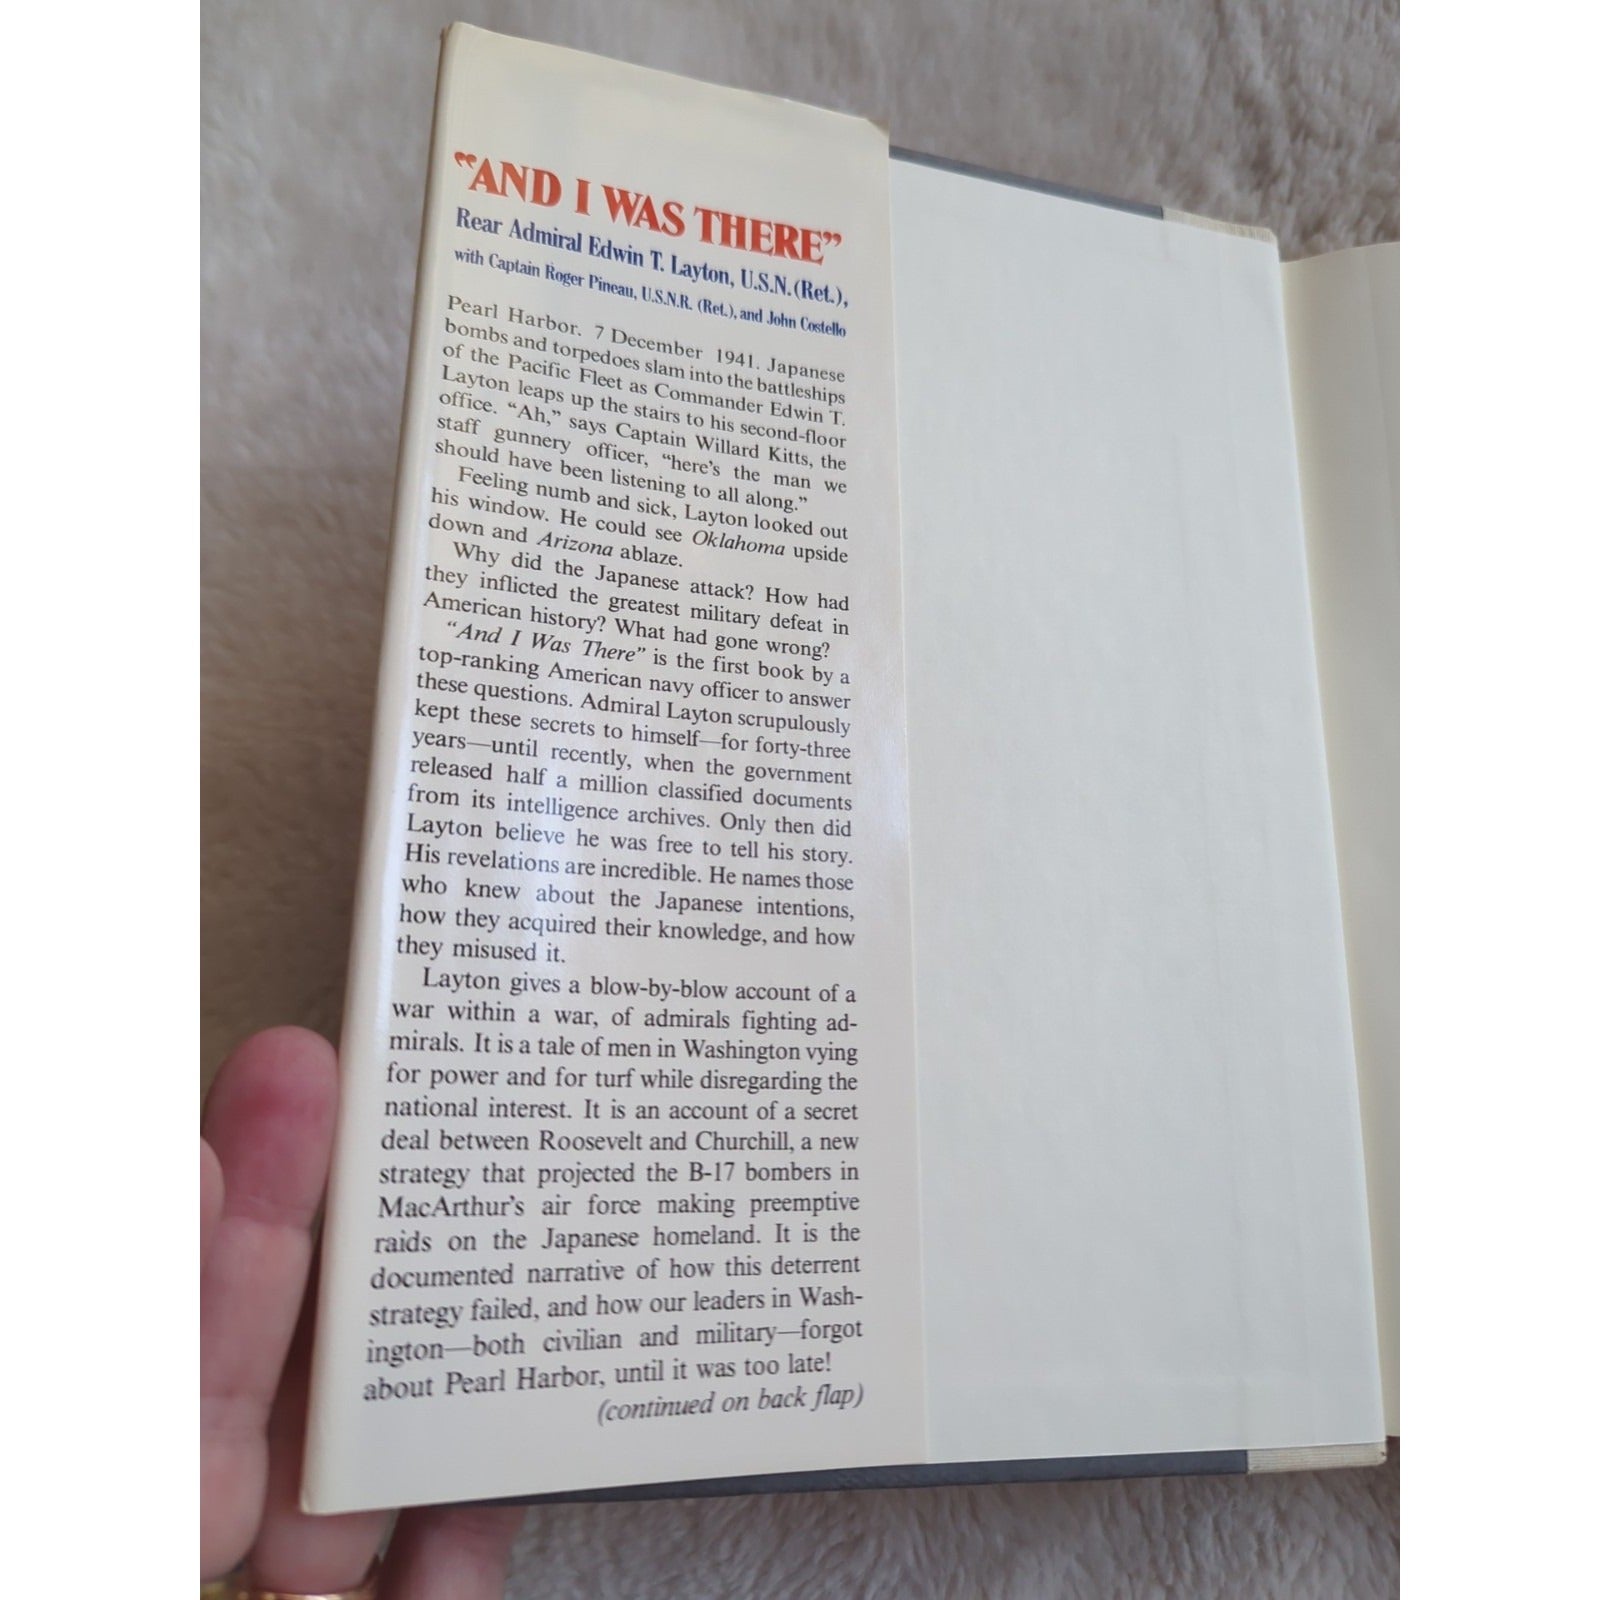 “AND I WAS THERE”
Rear Admiral Edwin T. Layton, U.S.N. (Ret.),
with Captain Roger Pineau, U.S.N.R. (Ret.), and John Costello
Pearl Harbor. 7 December 1941. Japanese
bombs and torpedoes slam into the battleships
of the Pacific Fleet as Commander Edwin T.
Layton leaps up the stairs to his second-floor
office. “Ah,” says Captain Willard Kitts, the
staff gunnery officer, “here’s the man we
should have been listening to all along.”
Feeling numb and sick, Layton looked out
his window. He could see Oklahoma upside
down and Arizona ablaze.
Why did the Japanese attack? How had
they inflicted the greatest military defeat in
American history? What had gone wrong?
“And I Was There” is the first book by a
top-ranking American navy officer to answer
these questions. Admiral Layton scrupulously
kept these secrets to himself—for forty-three
years—until recently, when the government
released half a million classified documents
from its intelligence archives. Only then did
Layton believe he was free to tell his story.
His revelations are incredible. He names those
who knew about the Japanese intentions,
how they acquired their knowledge, and how
they misused it.
Layton gives a blow-by-blow account of a
war within a war, of admirals fighting ad-
mirals. It is a tale of men in Washington vying
for power and for turf while disregarding the
national interest. It is an account of a secret
deal between Roosevelt and Churchill, a new
strategy that projected the B-17 bombers in
MacArthur’s air force making preemptive
raids on the Japanese homeland. It is the
documented narrative of how this deterrent
strategy failed, and how our leaders in Wash-
ington—both civilian and military—forgot
about Pearl Harbor, until it was too late!
(continued on back flap)